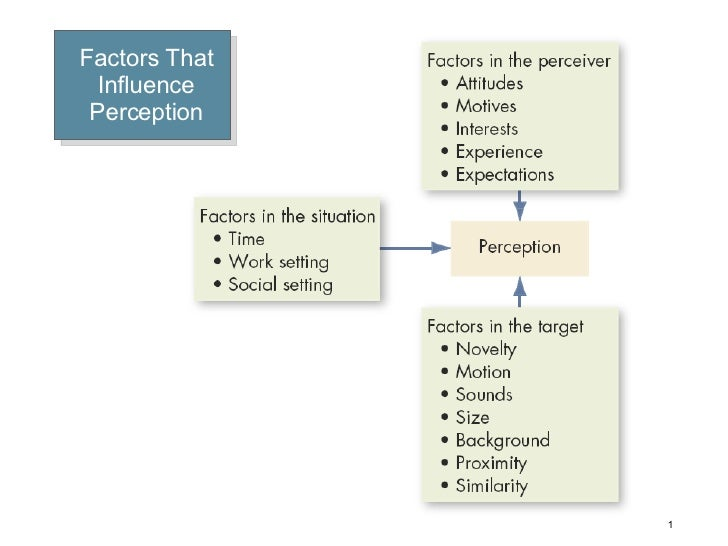 Factors That
Influence
Perception
Factors in the perceiver
• Attitudes
• Motives
• Interests
• Experience
• Expectations
Factors in the situation
• Time
• Work setting
• Social setting
Perception
Factors in the target
• Novelty
• Motion
• Sounds
• Size
• Background
• Proximity
• Similarity
1